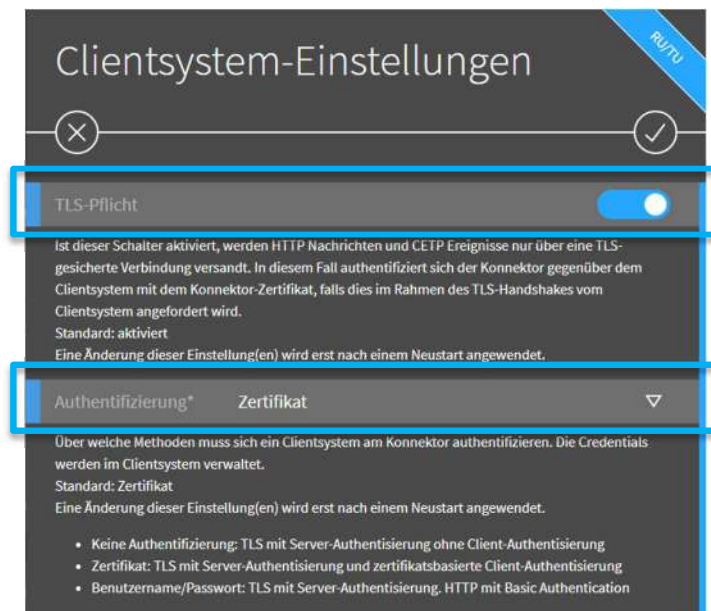 Clientsystem-Einstellungen
RU/TU
TLS-Pflicht
Ist dieser Schalter aktiviert, werden HTTP Nachrichten und CETP Ereignisse nur über eine TLS-
gesicherte Verbindung versandt. In diesem Fall authentifiziert sich der Konnektor gegenüber dem
Clientsystem mit dem Konnektor-Zertifikat, falls dies im Rahmen des TLS-Handshakes vom
Clientsystem angefordert wird.
Standard: aktiviert
Eine Änderung dieser Einstellung(en) wird erst nach einem Neustart angewendet.
Authentifizierung* Zertifikat
Über welche Methoden muss sich ein Clientsystem am Konnektor authentifizieren. Die Credentials
werden im Clientsystem verwaltet.
Standard: Zertifikat
Eine Änderung dieser Einstellung(en) wird erst nach einem Neustart angewendet.
• Keine Authentifizierung: TLS mit Server-Authentisierung ohne Client-Authentisierung
• Zertifikat: TLS mit Server-Authentisierung und zertifikatsbasierte Client-Authentisierung
• Benutzername/Passwort: TLS mit Server-Authentisierung. HTTP mit Basic Authentication